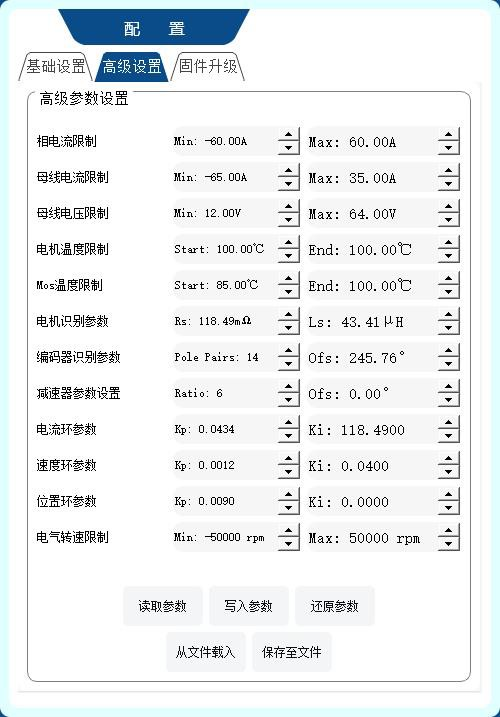 配 置
基础设置 高级设置 固件升级
高级参数设置
相电流限制 Min: -60.00A Max: 60.00A
母线电流限制 Min: -65.00A Max: 35.00A
母线电压限制 Min: 12.00V Max: 64.00V
电机温度限制 Start: 100.00℃ End: 100.00℃
Mos温度限制 Start: 85.00℃ End: 100.00℃
电机识别参数 Rs: 118.49mΩ Ls: 43.41μH
编码器识别参数 Pole Pairs: 14 Ofs: 245.76°
减速器参数设置 Ratio: 6 Ofs: 0.00°
电流环参数 Kp: 0.0434 Ki: 118.4900
速度环参数 Kp: 0.0012 Ki: 0.0400
位置环参数 Kp: 0.0090 Ki: 0.0000
电气转速限制 Min: -50000 rpm Max: 50000 rpm
读取参数 写入参数 还原参数
从文件载入 保存至文件